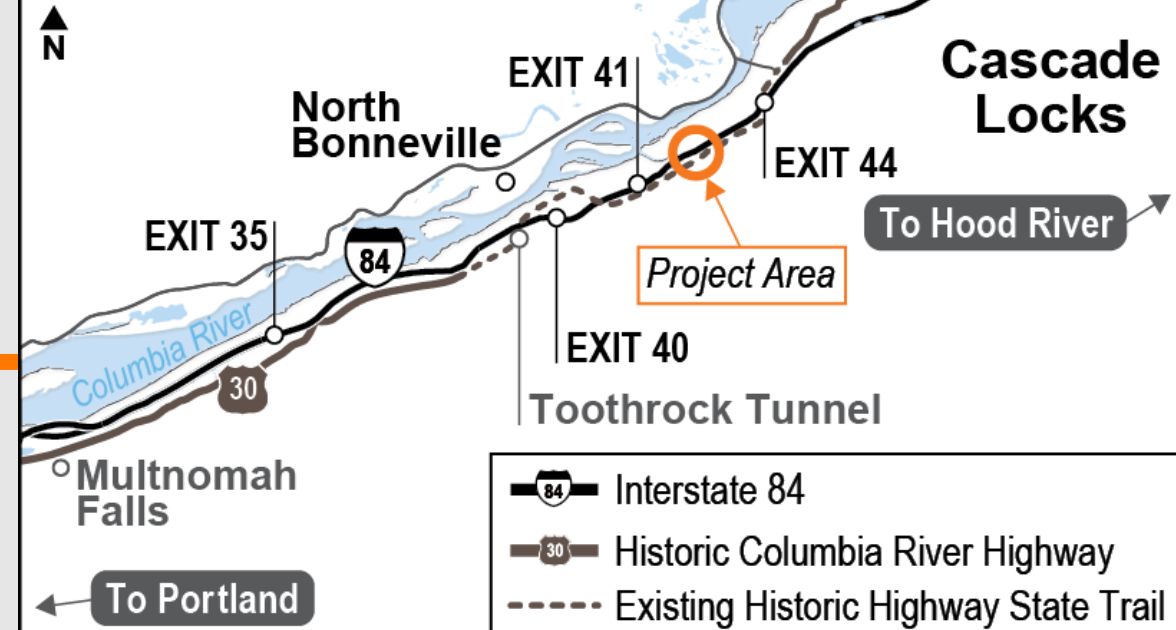 N
EXIT 41
Cascade
Locks
North
Bonneville
EXIT 44
To Hood River
EXIT 35
84
Project Area
Columbia River
EXIT 40
30
Toothrock Tunnel
Multnomah
Falls
84 Interstate 84
30 Historic Columbia River Highway
Existing Historic Highway State Trail
To Portland